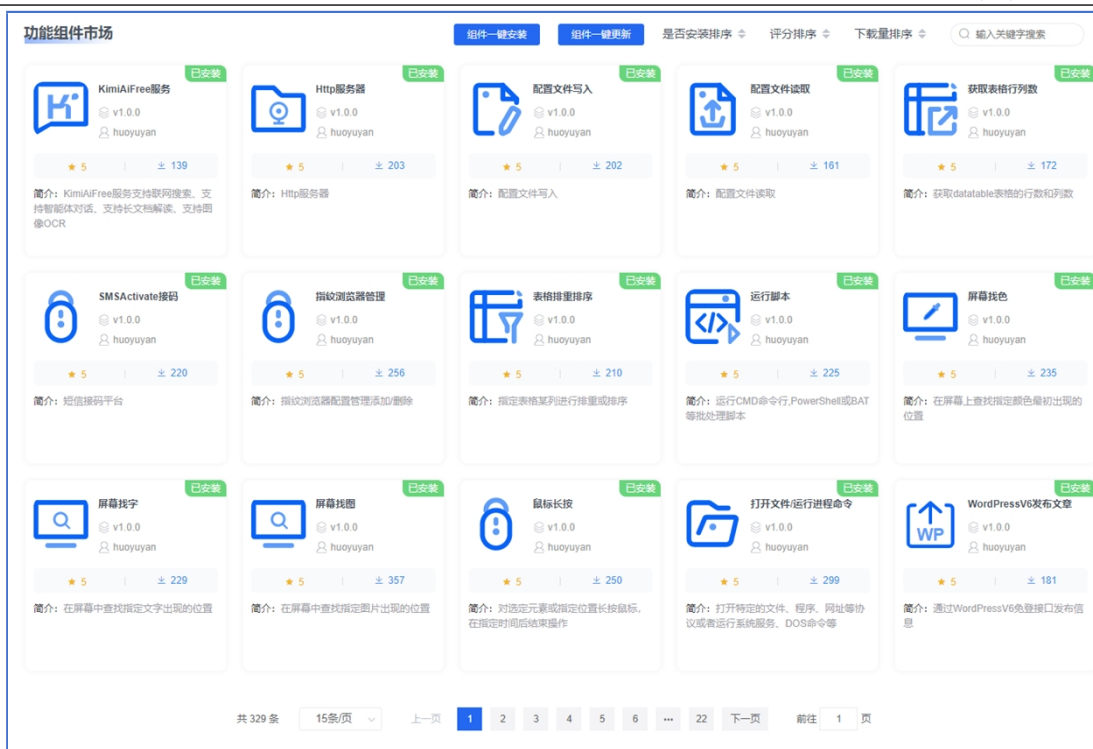 功能组件市场 组件一键安装 组件一键更新 是否安装排序 评分排序 下载量排序 输入关键字搜索
已安装 已安装 已安装 已安装 已安装
KimiAiFree服务 Http服务器 配置文件写入 配置文件读取 获取表格行列数
v1.0.0 v1.0.0 v1.0.0 v1.0.0 v1.0.0
huoyuyan huoyuyan huoyuyan huoyuyan huoyuyan
5 139 5 203 5 202 5 161 5 172
简介：KimiAiFree服务支持联网搜索、支 简介：Http服务器 简介：配置文件写入 简介：配置文件读取 简介：获取datatable表格的行数和列数
持智能体对话、支持长文档解读、支持图
像OCR
已安装 已安装 已安装 已安装 已安装
SMSActivate接码 指纹浏览器管理 表格排重排序 运行脚本 屏幕找色
v1.0.0 v1.0.0 v1.0.0 v1.0.0 v1.0.0
huoyuyan huoyuyan huoyuyan huoyuyan huoyuyan
5 220 5 256 5 210 5 225 5 235
简介：短信接码平台 简介：指纹浏览器配置管理添加/删除 简介：指定表格某列进行排重或排序 简介：运行CMD命令行,PowerShell或BAT 简介：在屏幕上查找指定颜色最初出现的
等批处理脚本 位置
已安装 已安装 已安装 已安装 已安装
屏幕找字 屏幕找图 鼠标长按 打开文件/运行进程命令 WordPressV6发布文章
v1.0.0 v1.0.0 v1.0.0 v1.0.0 v1.0.0
huoyuyan huoyuyan huoyuyan huoyuyan WP huoyuyan
5 229 5 357 5 250 5 299 5 181
简介：在屏幕中查找指定文字出现的位置 简介：在屏幕中查找指定图片出现的位置 简介：对选定元素或指定位置长按鼠标， 简介：打开特定的文件、程序、网址等协 简介：通过WordPressV6免登接口发布信
在指定时间后结束操作 议或者运行系统服务、DOS命令等 息
共 329 条 15条/页 上一页 1 2 3 4 5 6 ••• 22 下一页 前往 1 页